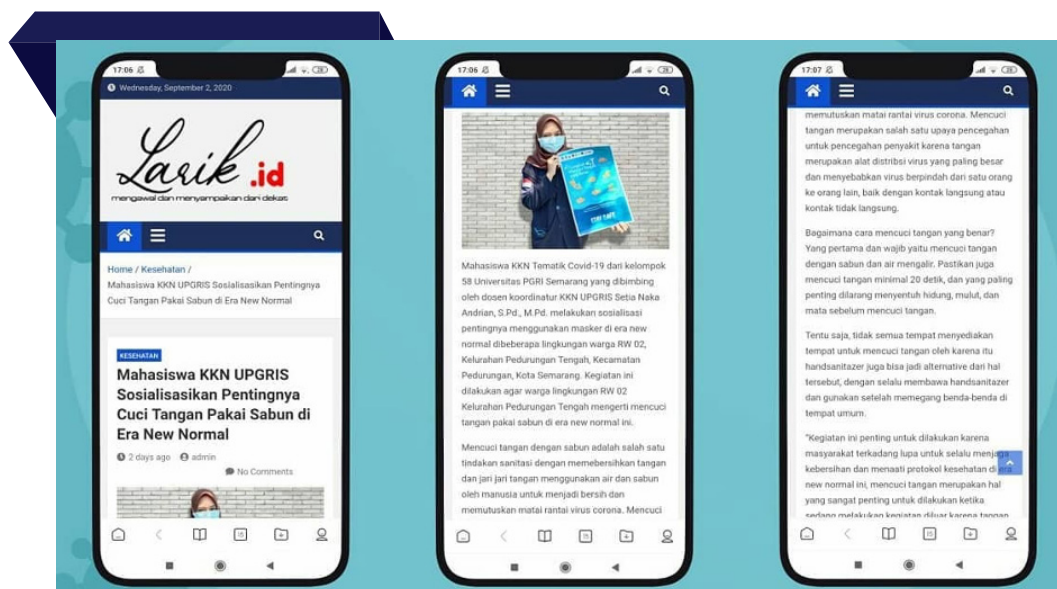 17:06
Wednesday, September 2, 2020
Larik.id
mengawal dan menyampaikan dari dekat
Home / Kesehatan /
Mahasiswa KKN UPGRIS Sosialisasikan Pentingnya
Cuci Tangan Pakai Sabun di Era New Normal
KESEHATAN
Mahasiswa KKN UPGRIS
Sosialisasikan Pentingnya
Cuci Tangan Pakai Sabun di
Era New Normal
2 days ago admin
No Comments
17:06
Mahasiswa KKN Tematik Covid-19 dari kelompok
58 Universitas PGRI Semarang yang dibimbing
oleh dosen koordinatur KKN UPGRIS Setia Naka
Andrian, S.Pd., M.Pd. melakukan sosialisasi
pentingnya menggunakan masker di era new
normal dibeberapa lingkungan warga RW 02,
Kelurahan Pedurungan Tengah, Kecamatan
Pedurungan, Kota Semarang. Kegiatan ini
dilakukan agar warga lingkungan RW 02
Kelurahan Pedurungan Tengah mengerti mencuci
tangan pakai sabun di era new normal ini.
Mencuci tangan dengan sabun adalah salah satu
tindakan sanitasi dengan memebersihkan tangan
dan jari jari tangan menggunakan air dan sabun
oleh manusia untuk menjadi bersih dan
memutuskan matai rantai virus corona. Mencuci
17:07
memutuskan matai rantai virus corona. Mencuci
tangan merupakan salah satu upaya pencegahan
untuk pencegahan penyakit karena tangan
merupakan alat distribsi virus yang paling besar
dan menyebabkan virus berpindah dari satu orang
ke orang lain, baik dengan kontak langsung atau
kontak tidak langsung.
Bagaimana cara mencuci tangan yang benar?
Yang pertama dan wajib yaitu mencuci tangan
dengan sabun dan air mengalir. Pastikan juga
mencuci tangan minimal 20 detik, dan yang paling
penting dilarang menyentuh hidung, mulut, dan
mata sebelum mencuci tangan.
Tentu saja, tidak semua tempat menyediakan
tempat untuk mencuci tangan oleh karena itu
handsanitazer juga bisa jadi alternative dari hal
tersebut, dengan selalu membawa handsanitazer
dan gunakan setelah memegang benda-benda di
tempat umum.
"Kegiatan ini penting untuk dilakukan karena
masyarakat terkadang lupa untuk selalu menjaga
kebersihan dan menaati protokol kesehatan di era
new normal ini, mencuci tangan merupakan hal
yang sangat penting untuk dilakukan ketika
sedang melakukan kegiatan diluar karena tangan